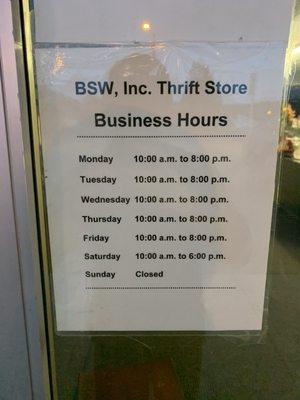 BSW, Inc. Thrift Store
Business Hours
Monday 10:00 a.m. to 8:00 p.m.
Tuesday 10:00 a.m. to 8:00 p.m.
Wednesday 10:00 a.m. to 8:00 p.m.
Thursday 10:00 a.m. to 8:00 p.m.
Friday 10:00 a.m. to 8:00 p.m.
Saturday 10:00 a.m. to 6:00 p.m.
Sunday Closed